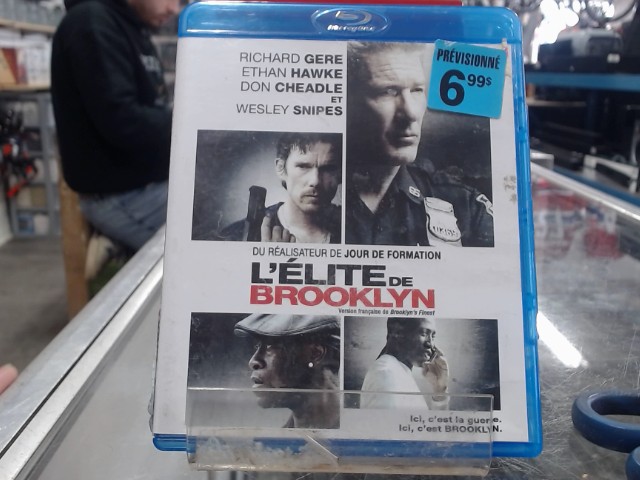 Blu-ray Disc
RICHARD GERE
ETHAN HAWKE
DON CHEADLE
ET
WESLEY SNIPES
PRÉVISIONNÉ
6 99$
DU RÉALISATEUR DE JOUR DE FORMATION
L'ÉLITE DE
BROOKLYN
Version française de Brooklyn's Finest
Ici, c'est la guerre.
Ici, c'est BROOKLYN.